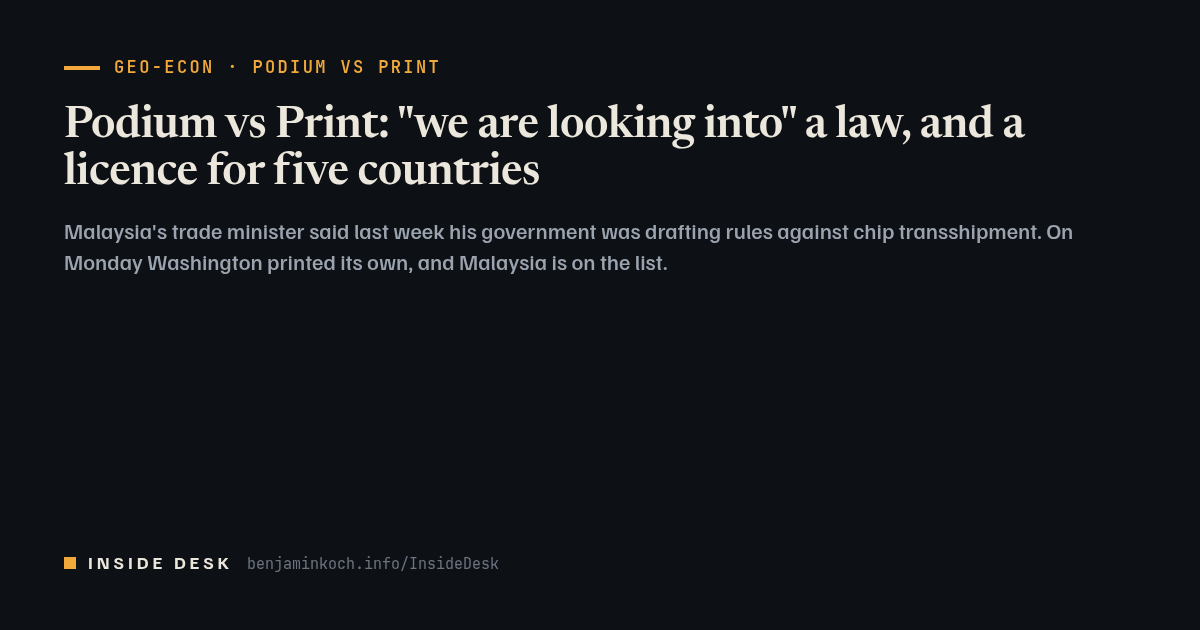 GEO-ECON · PODIUM VS PRINT
Podium vs Print: "we are looking into" a law, and a
licence for five countries
Malaysia's trade minister said last week his government was drafting rules against chip transshipment. On
Monday Washington printed its own, and Malaysia is on the list.
INSIDE DESK benjaminkoch.info/InsideDesk